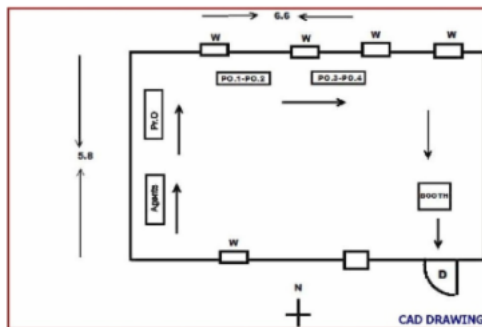 6.6
W W W W
PO.1-PO.2 PO.3-PO.4
Pr.O
5.8
Agents
BOOTH
W
D
N
CAD DRAWING